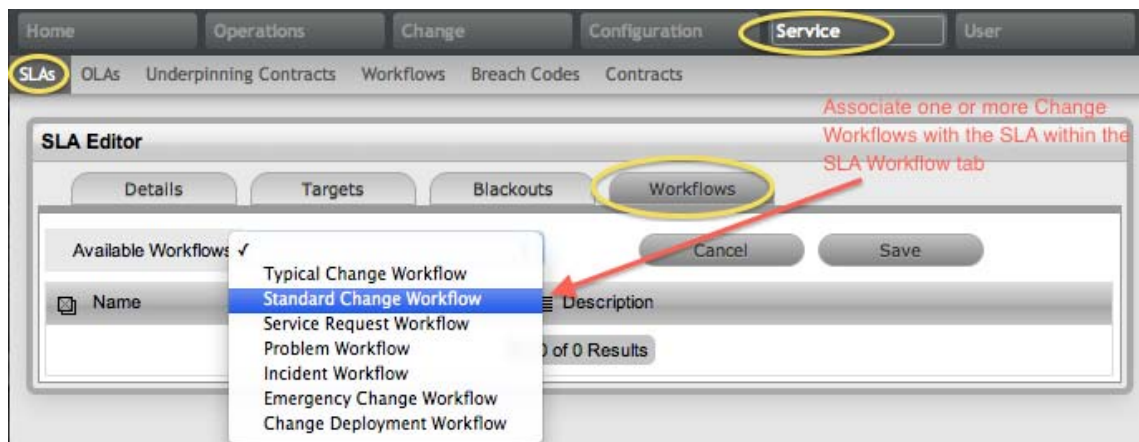 Home Operations Change Configuration Service User
SLAs OLAs Underpinning Contracts Workflows Breach Codes Contracts
Associate one or more Change
Workflows with the SLA within the
SLA Workflow tab
SLA Editor
Details Targets Blackouts Workflows
Available Workflows ✓ Cancel Save
Typical Change Workflow
Name Standard Change Workflow Description
Service Request Workflow
Problem Workflow 0 of 0 Results
Incident Workflow
Emergency Change Workflow
Change Deployment Workflow